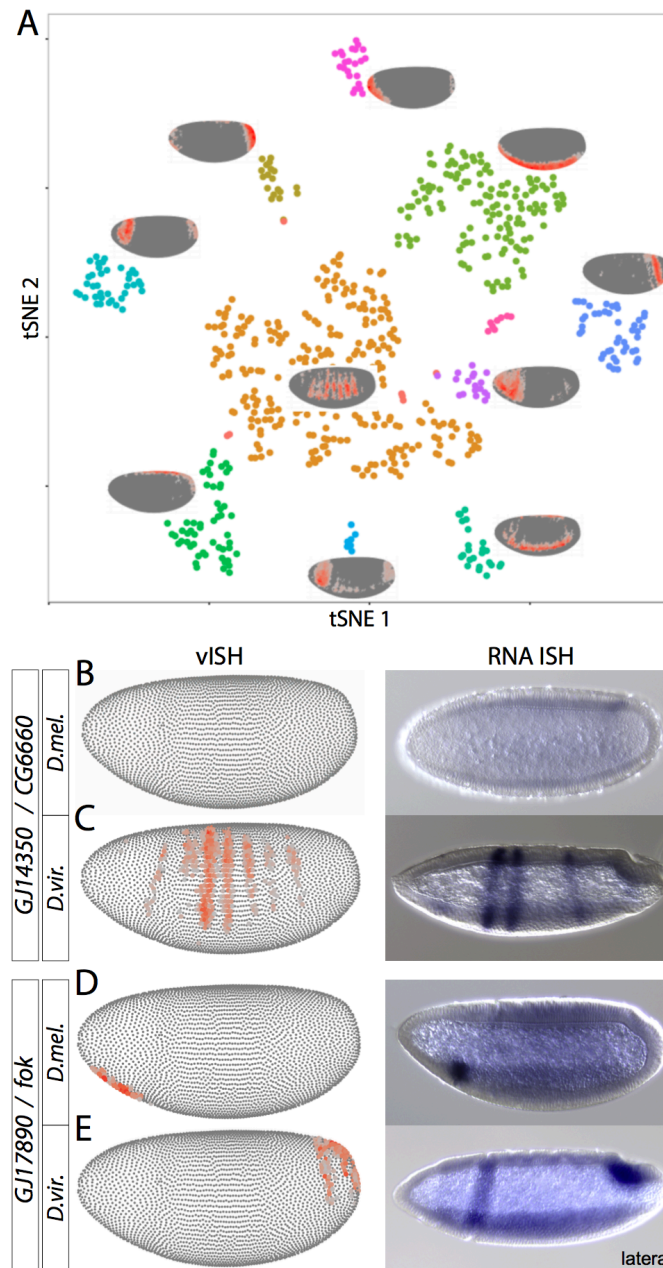 A
tSNE 2
tSNE 1
vISH
RNA ISH
GJ14350 / CG6660
D.mel.
B
D.vir.
C
GJ17890 / fok
D.mel.
D
D.vir.
E
latera